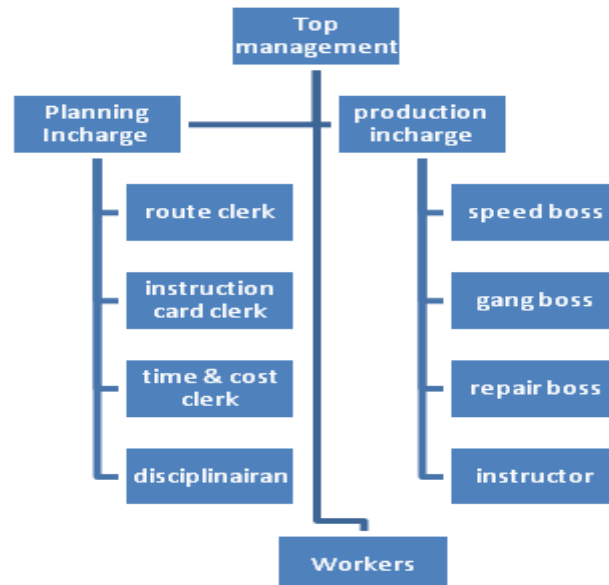 Top
management
Planning
Incharge
production
incharge
route clerk
speed boss
instruction
card clerk
gang boss
time & cost
clerk
repair boss
disciplinairan
instructor
Workers